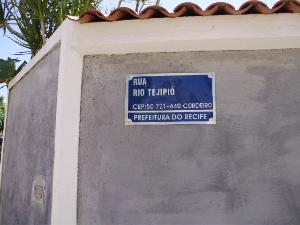 RUA
RIO TEJIPIÓ
CEP:50 721-640 CORDEIRO
PREFEITURA DO RECIFE